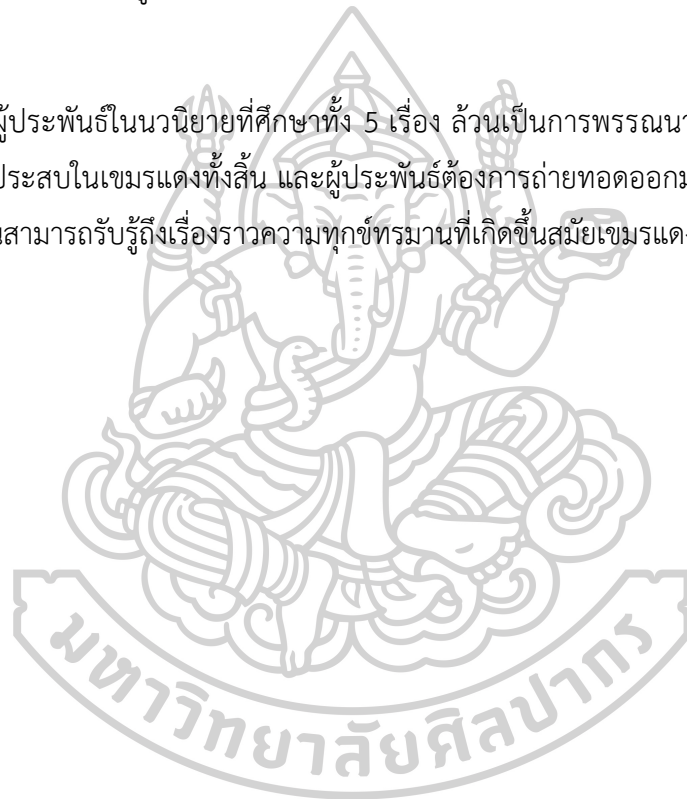 ผู้ประพันธ์ในนวนิยายที่ศึกษาทั้ง 5 เรื่อง ล้วนเป็นการพรรณนา
ประสบในเขมรแดงทั้งสิ้น และผู้ประพันธ์ต้องการถ่ายทอดออกม
สามารถรับรู้ถึงเรื่องราวความทุกข์ทรมานที่เกิดขึ้นสมัยเขมรแดง
มหาวิทยาลัยศิลปากร